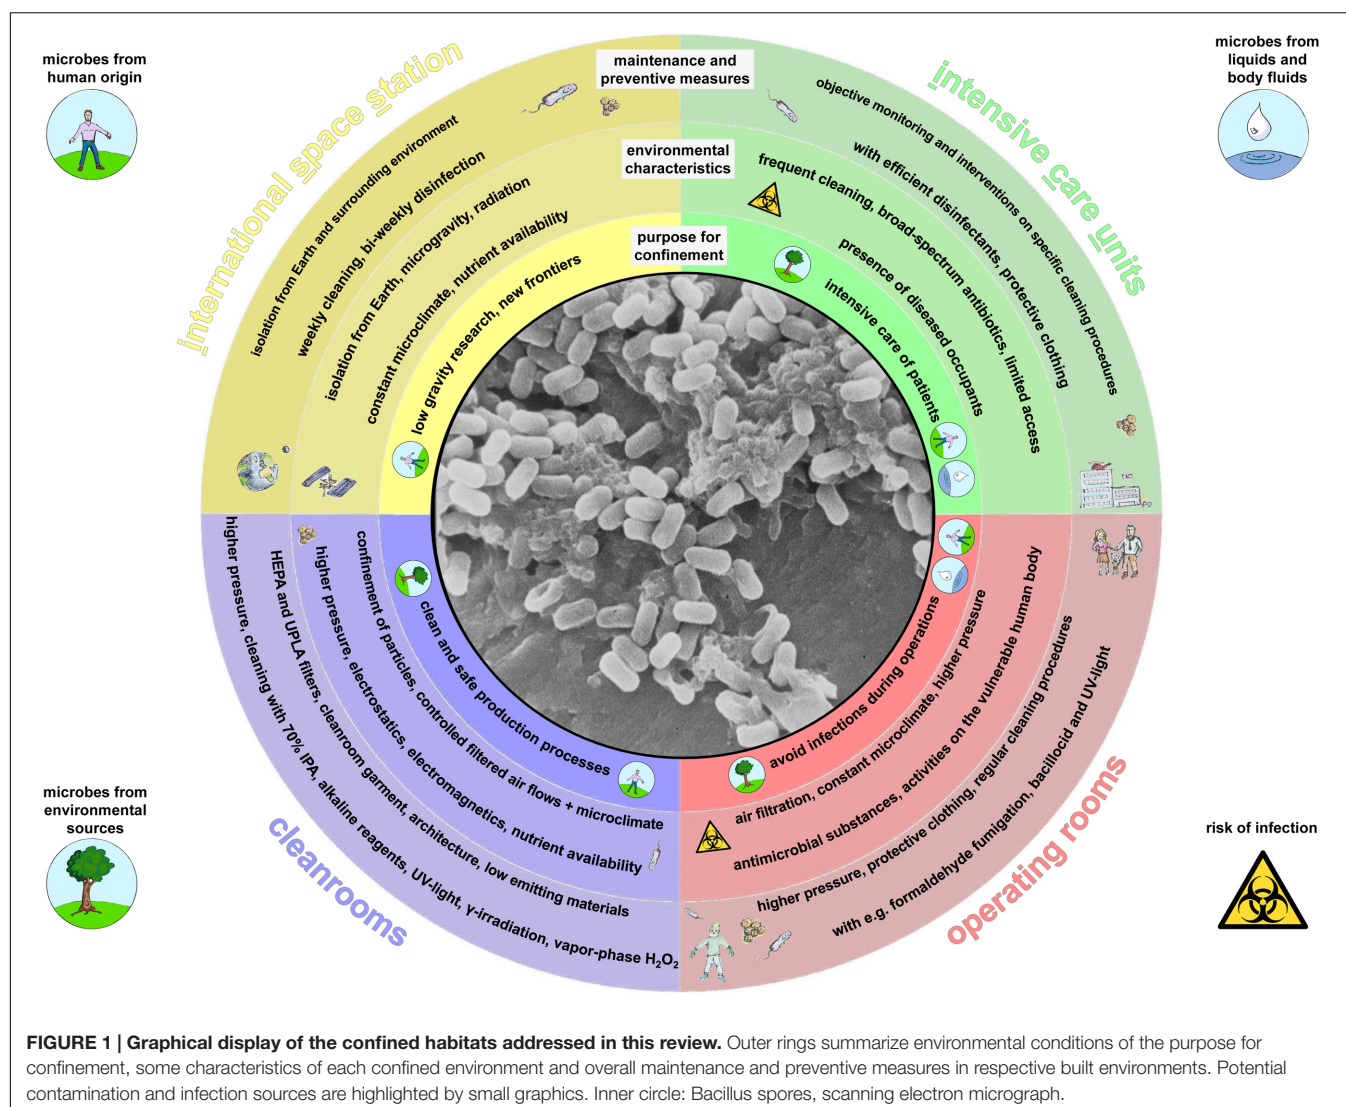 microbes from
human origin
microbes from
liquids and
body fluids
international space station
intensive care units
maintenance and
preventive measures
environmental
characteristics
purpose for
confinement
isolation from Earth and surrounding environment
weekly cleaning, bi-weekly disinfection
isolation from Earth, microgravity, radiation
constant microclimate, nutrient availability
low gravity research, new frontiers
objective monitoring and interventions on specific cleaning procedures
with efficient disinfectants, protective clothing
frequent cleaning, broad-spectrum antibiotics, limited access
presence of diseased occupants
intensive care of patients
clean and safe production processes
confinement of particles, controlled filtered air flows + microclimate
higher pressure, electrostatics, electromagnetics, nutrient availability
HEPA and UPLA filters, cleanroom garment, architecture, low emitting materials
higher pressure, cleaning with 70% IPA, alkaline reagents, UV-light, γ-irradiation, vapor-phase H₂O₂
avoid infections during operations
air filtration, constant microclimate, higher pressure
antimicrobial substances, activities on the vulnerable human body
higher pressure, protective clothing, regular cleaning procedures
with e.g. formaldehyde fumigation, bacillocid and UV-light
microbes from
environmental
sources
cleanrooms
operating rooms
risk of infection
FIGURE 1 | Graphical display of the confined habitats addressed in this review. Outer rings summarize environmental conditions of the purpose for
confinement, some characteristics of each confined environment and overall maintenance and preventive measures in respective built environments. Potential
contamination and infection sources are highlighted by small graphics. Inner circle: Bacillus spores, scanning electron micrograph.